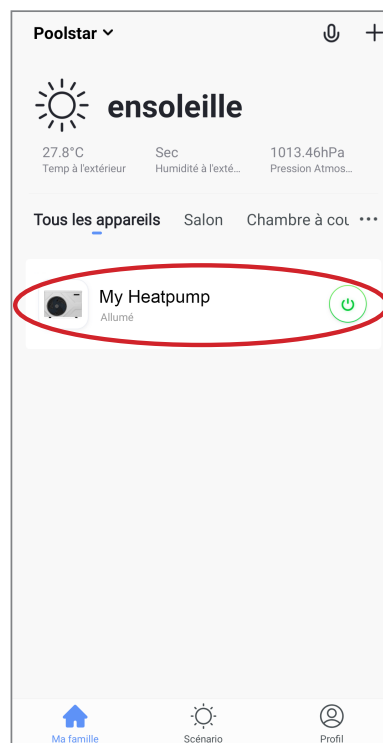 Poolstar
ensoleille
27.8°C Sec 1013.46hPa
Temp à l'extérieur Humidité à l'exté... Pression Atmos...
Tous les appareils Salon Chambre à cou ...
My Heatpump
Allumé
Ma famille Scénario Profil